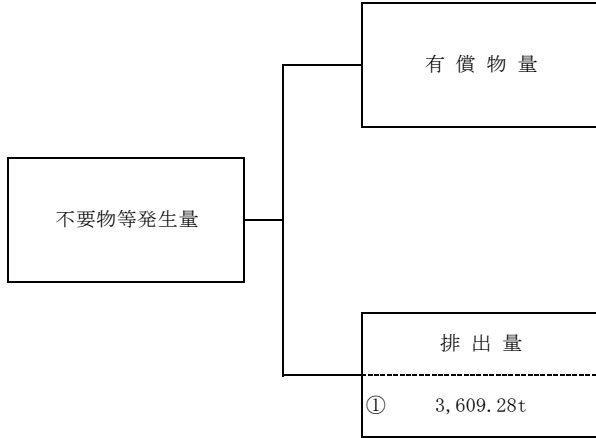 有 償 物 量
不要物等発生量
排 出 量
① 3,609.28t